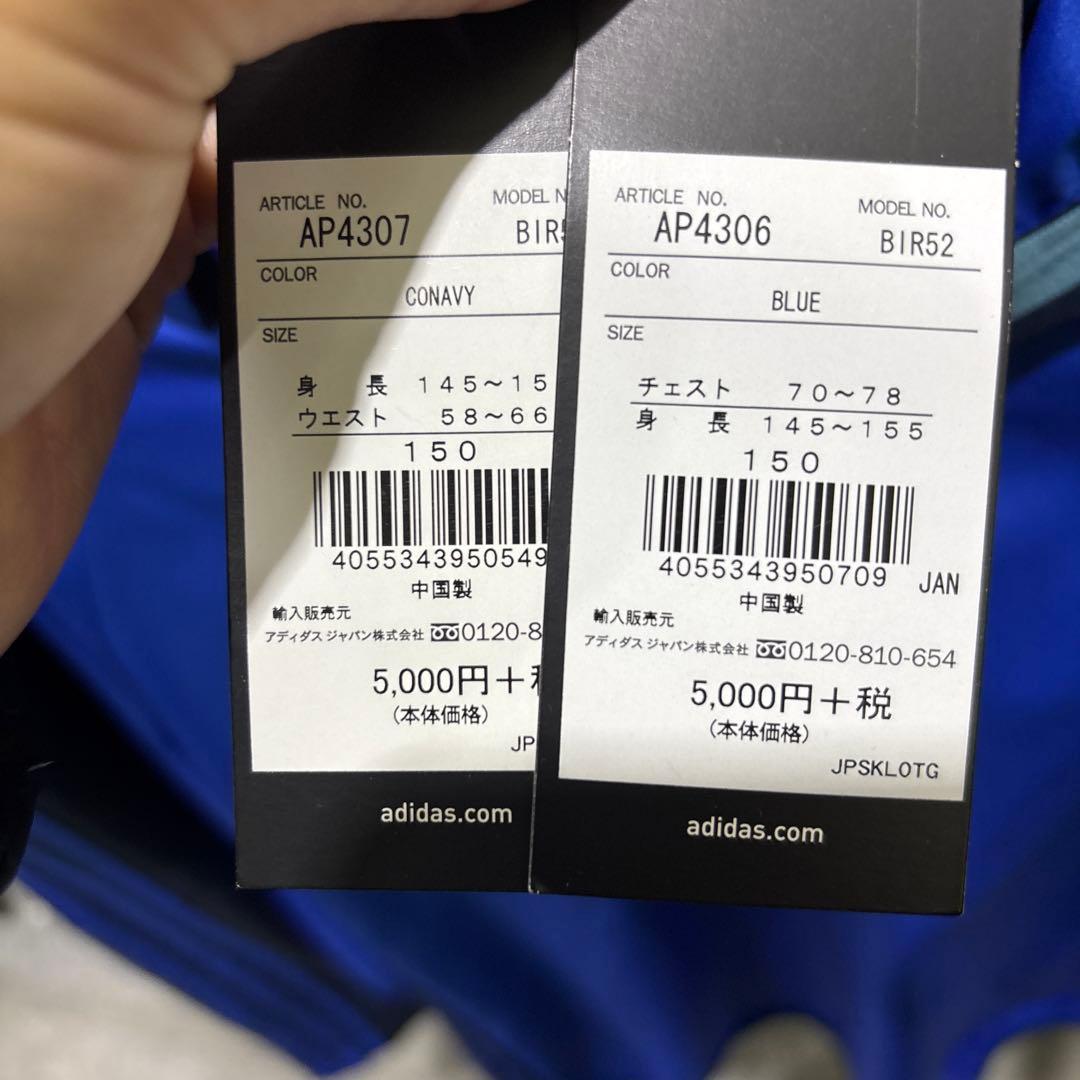 ARTICLE NO.
AP4307
MODEL
COLOR
CONAVY
SIZE
身 長 145~15
ウエスト 58~66
150
4055343950549
中国製
輸入販売元
アディダス ジャパン株式会社 0120-8
5,000円+
(本体価格)
JP
adidas.com
ARTICLE NO.
AP4306
MODEL NO.
BIR52
COLOR
BLUE
SIZE
チェスト 70~78
身 長 145~155
150
4055343950709 JAN
中国製
輸入販売元
アディダス ジャパン株式会社 0120-810-654
5,000円+税
(本体価格)
JPSKLOTG
adidas.com